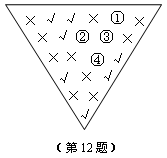 × √ √ × ① ×
× √ ② ③ ×
× × ④ √
√ × √
× ×
√
（第12题）